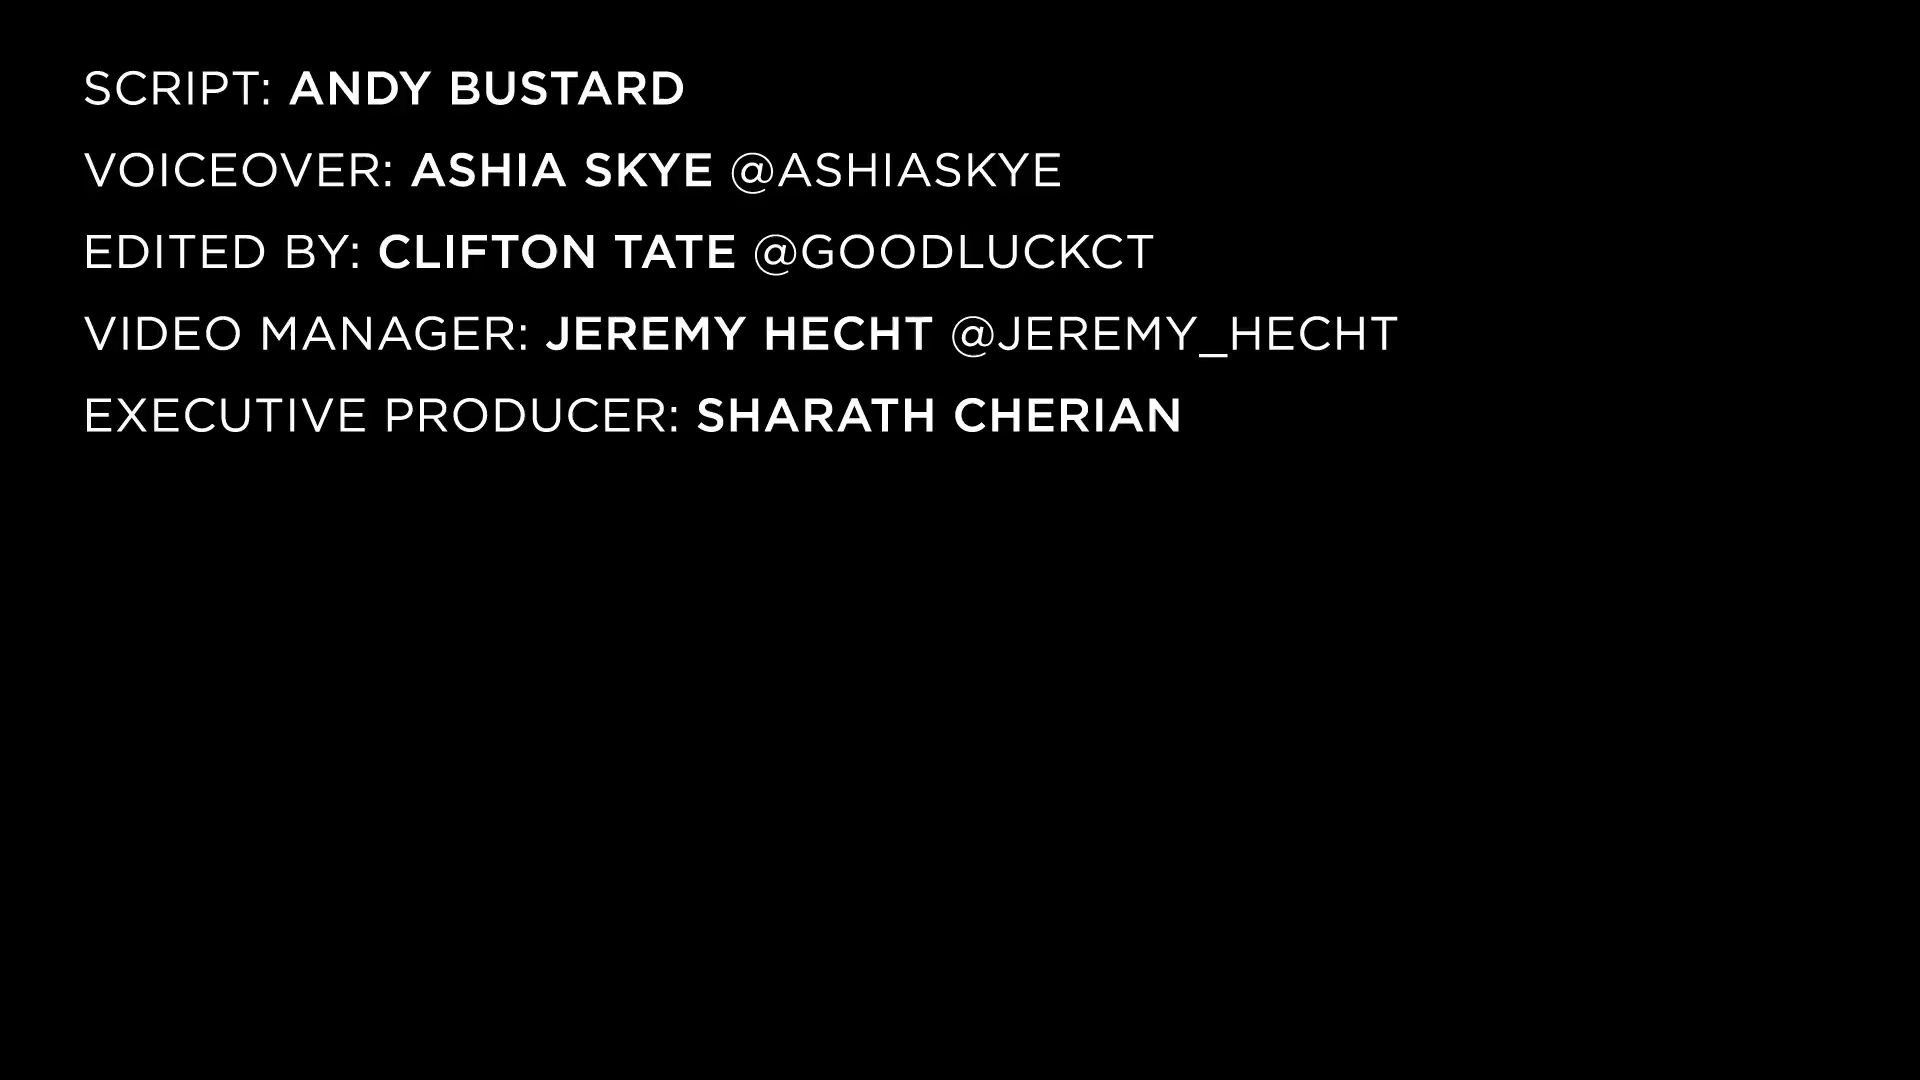 SCRIPT: ANDY BUSTARD
VOICEOVER: ASHIA SKYE @ASHIASKYE
EDITED BY: CLIFTON TATE @GOODLUCKCT
VIDEO MANAGER: JEREMY HECHT @JEREMY_HECHT
EXECUTIVE PRODUCER: SHARATH CHERIAN